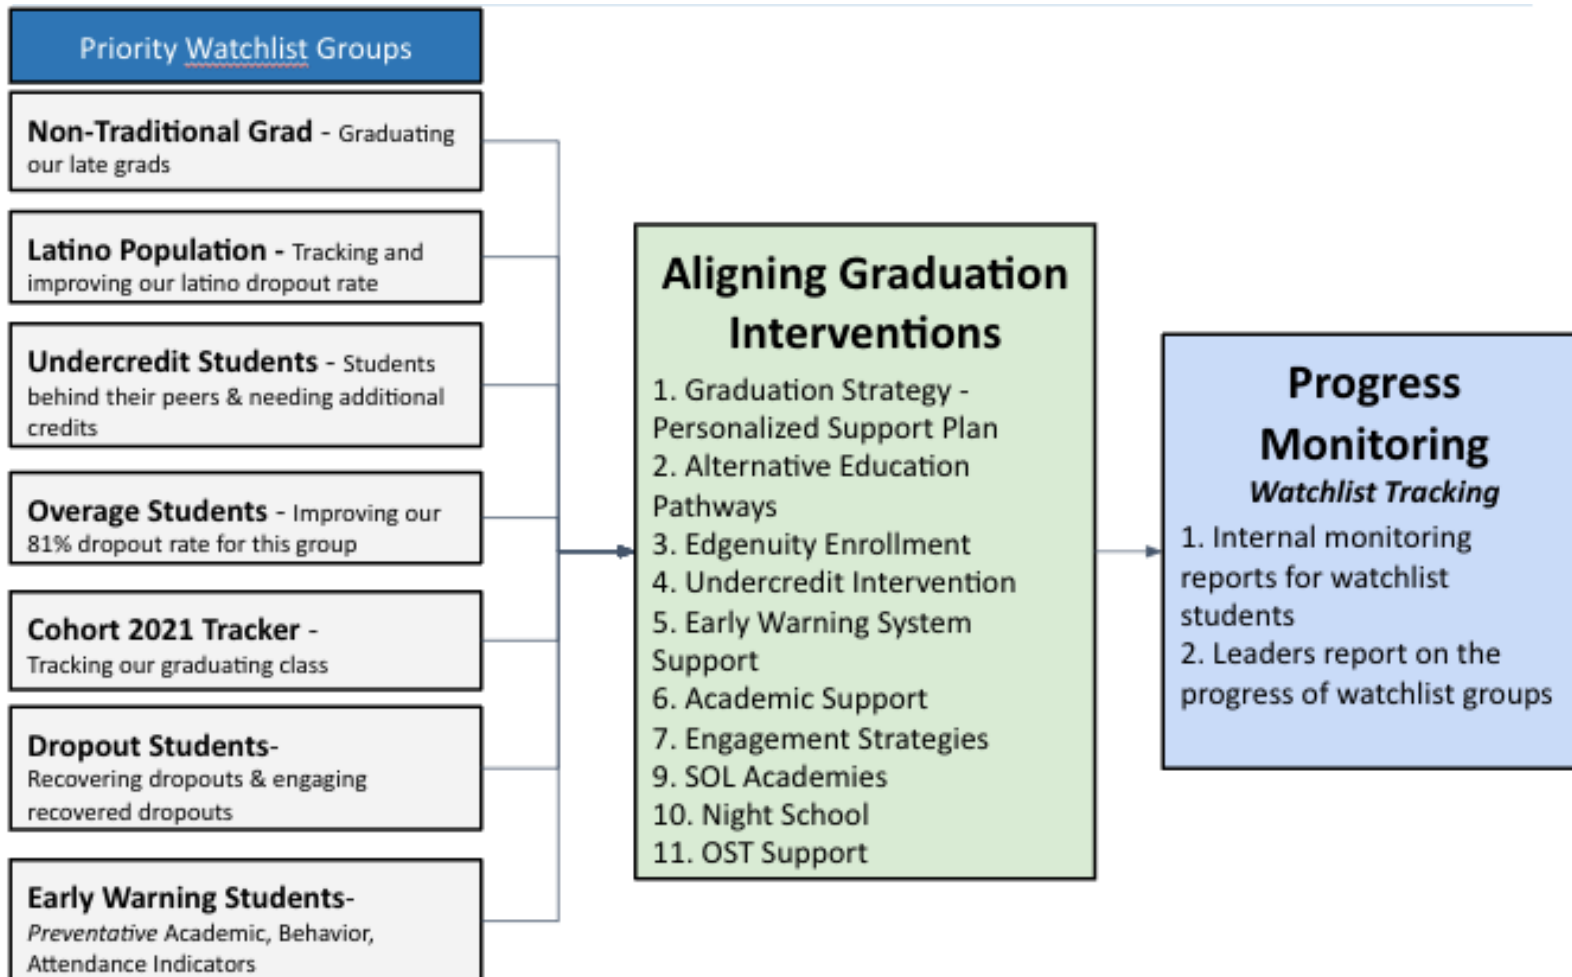 Priority Watchlist Groups
Non-Traditional Grad - Graduating
our late grads
Latino Population - Tracking and
improving our latino dropout rate
Undercredit Students - Students
behind their peers & needing additional
credits
Overage Students - Improving our
81% dropout rate for this group
Cohort 2021 Tracker -
Tracking our graduating class
Dropout Students-
Recovering dropouts & engaging
recovered dropouts
Early Warning Students-
Preventative Academic, Behavior,
Attendance Indicators
Aligning Graduation
Interventions
1. Graduation Strategy -
Personalized Support Plan
2. Alternative Education
Pathways
3. Edgenuity Enrollment
4. Undercredit Intervention
5. Early Warning System
Support
6. Academic Support
7. Engagement Strategies
9. SOL Academies
10. Night School
11. OST Support
Progress
Monitoring
Watchlist Tracking
1. Internal monitoring
reports for watchlist
students
2. Leaders report on the
progress of watchlist groups